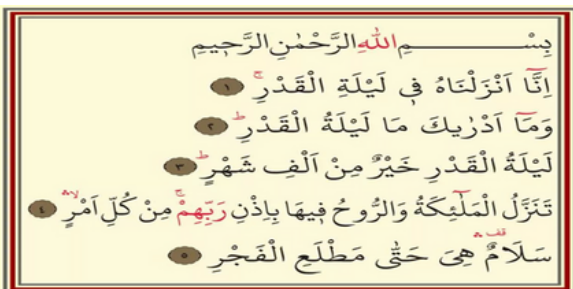 بِسْــــــــمِ اللّٰهِ الرَّحْمٰنِ الرَّحٖيمِ
اِنَّٓا اَنْزَلْنَاهُ فٖي لَيْلَةِ الْقَدْرِۚ ١
وَمَٓا اَدْرٰيكَ مَا لَيْلَةُ الْقَدْرِؕ ٢
لَيْلَةُ الْقَدْرِ خَيْرٌ مِنْ اَلْفِ شَهْرٍؕ ٣
تَنَزَّلُ الْمَلٰٓئِكَةُ وَالرُّوحُ فٖيهَا بِاِذْنِ رَبِّهِمْۚ مِنْ كُلِّ اَمْرٍۙۛ ٤
سَلَامٌ۠ۛ هِيَ حَتّٰى مَطْلَعِ الْفَجْرِ ٥